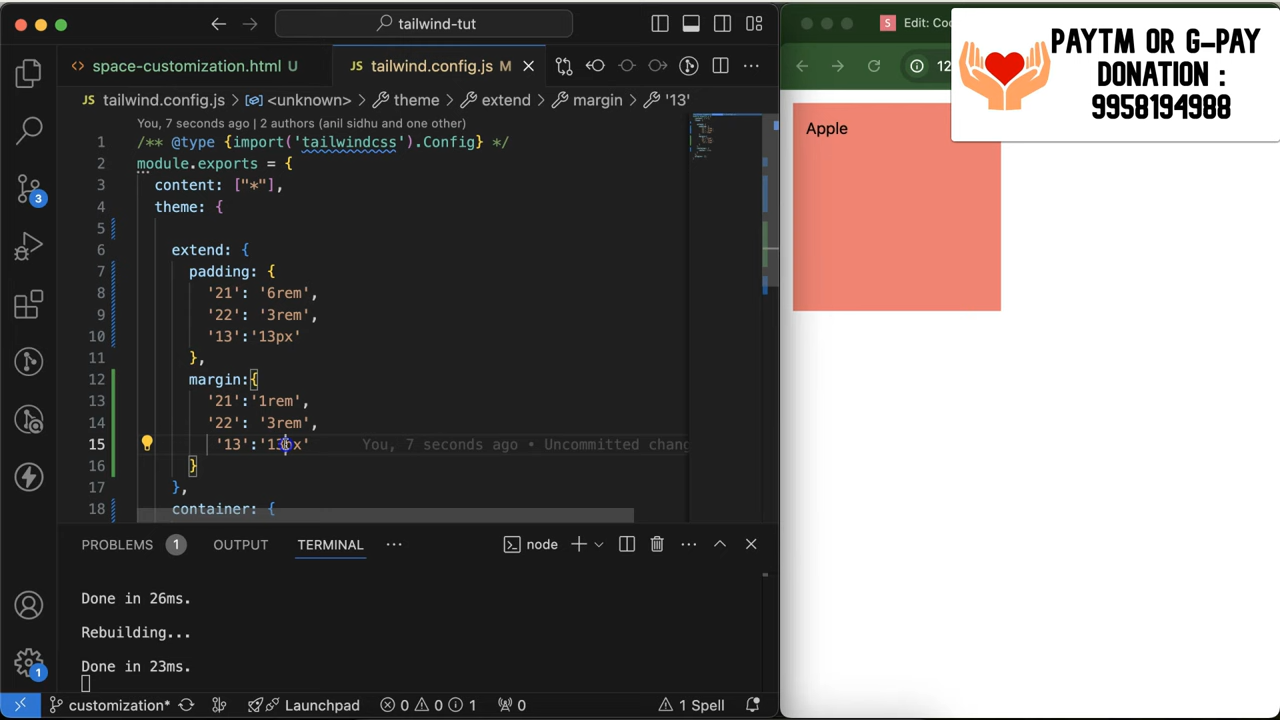 tailwind-tut
space-customization.html U
tailwind.config.js M
tailwind.config.js > <unknown> > theme > extend > margin > '13'
You, 7 seconds ago | 2 authors (anil sidhu and one other)
1 /** @type {import('tailwindcss').Config} */
2 module.exports = {
3 content: ["*"],
4 theme: {
5
6 extend: {
7 padding: {
8 '21': '6rem',
9 '22': '3rem',
10 '13':'13px'
11 },
12 margin:{
13 '21':'1rem',
14 '22': '3rem',
15 '13':'13px' You, 7 seconds ago • Uncommitted chang
16 }
17 },
18 container: {
3
1
PROBLEMS 1 OUTPUT TERMINAL ··· node
Done in 26ms.
Rebuilding...
Done in 23ms.
customization* Launchpad 0 0 1 0 1 Spell
S Edit: Co
12
Apple
PAYTM OR G-PAY
DONATION :
9958194988